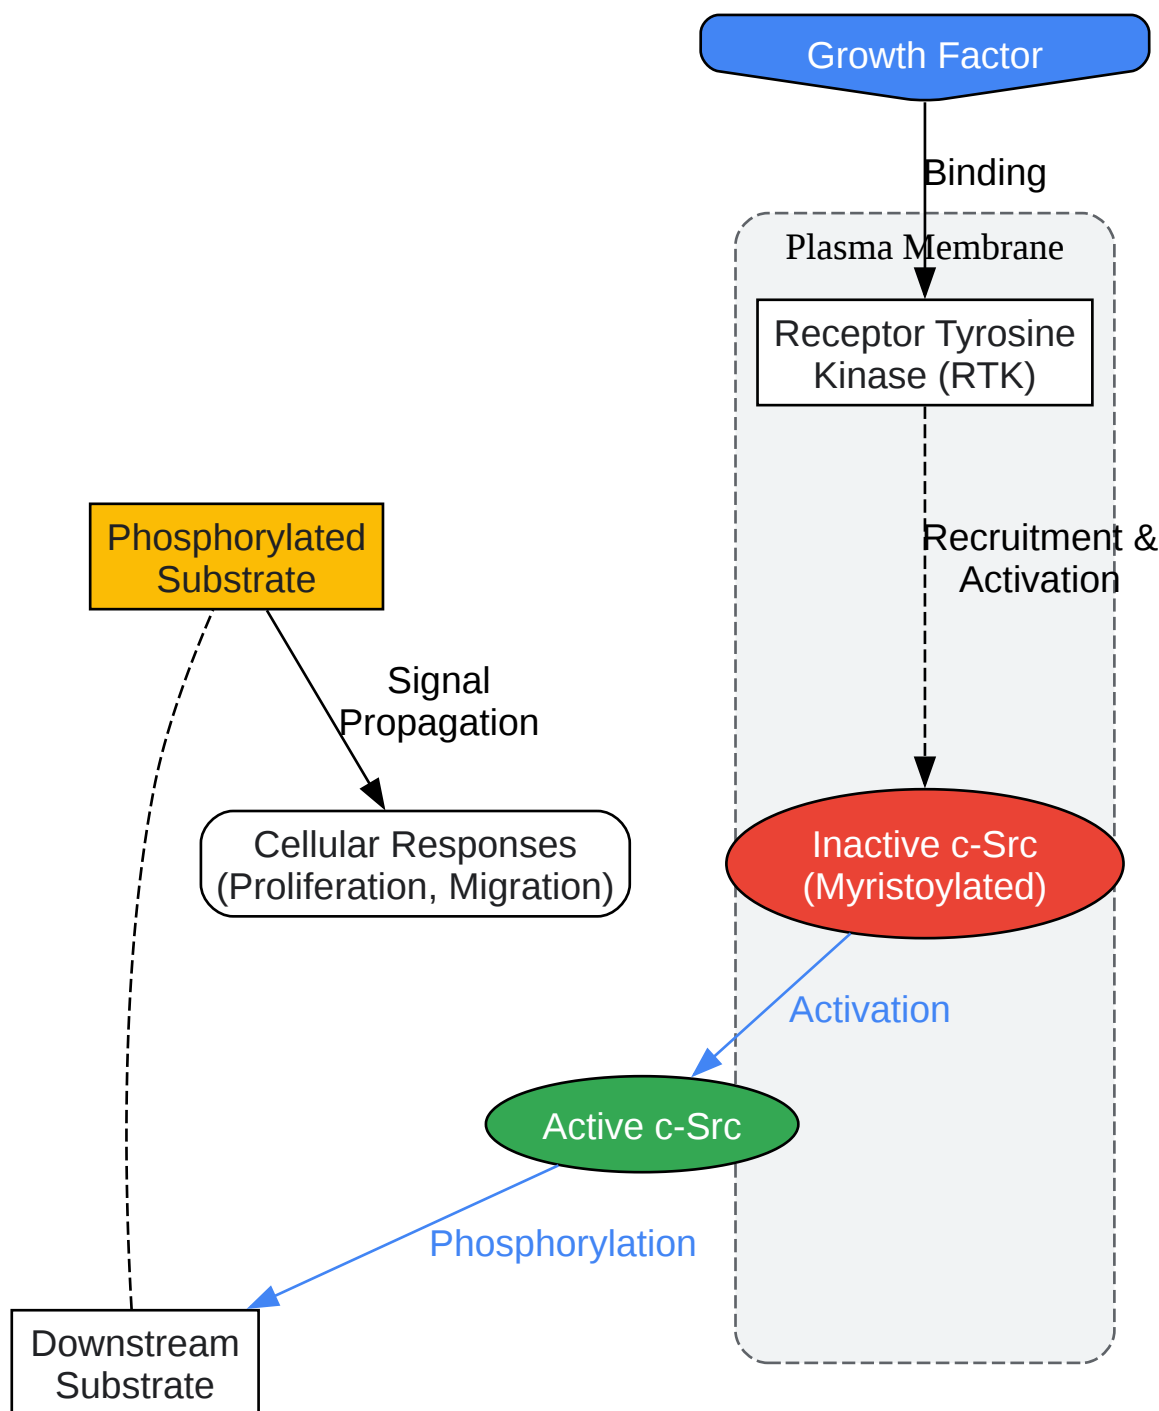 Growth Factor
Binding
Plasma Membrane
Receptor Tyrosine
Kinase (RTK)
Recruitment &
Activation
Phosphorylated
Substrate
Signal
Propagation
Cellular Responses
(Proliferation, Migration)
Inactive c-Src
(Myristoylated)
Activation
Active c-Src
Phosphorylation
Downstream
Substrate